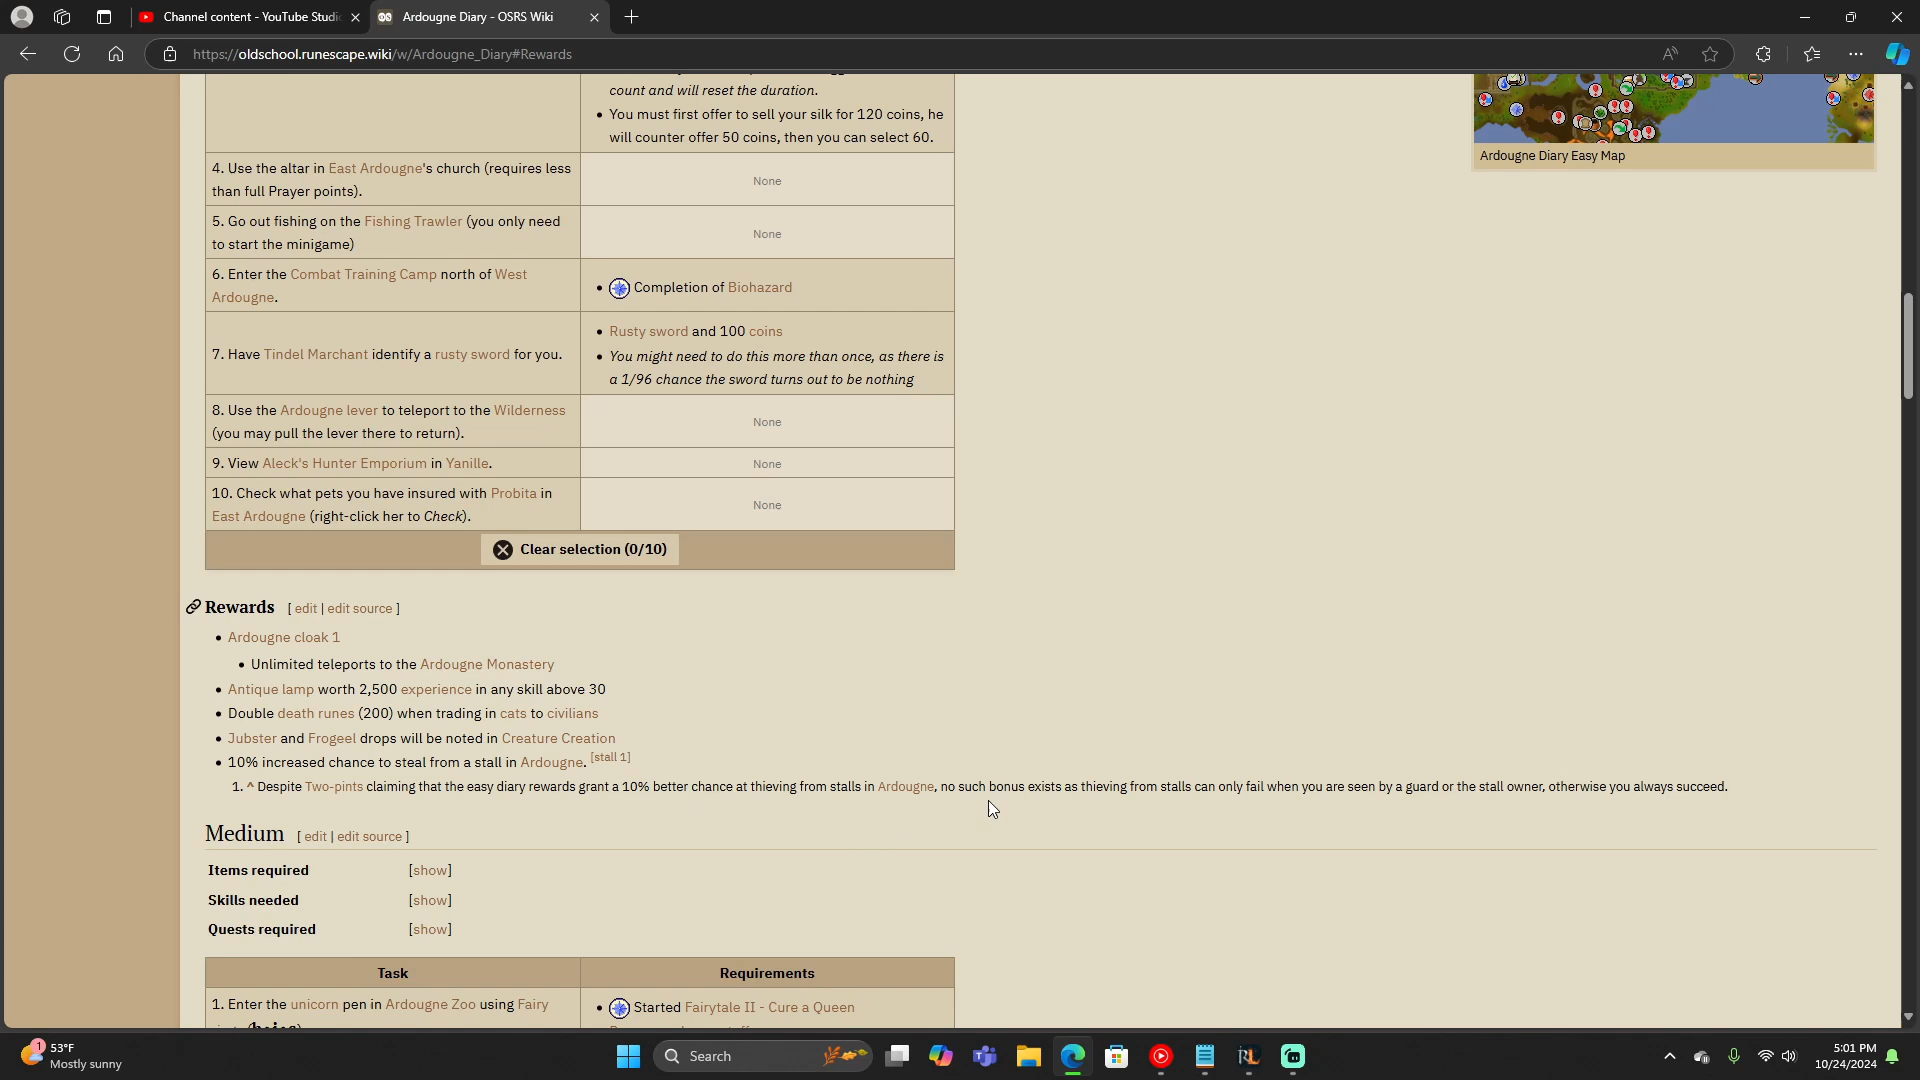 Channel content - YouTube Studi
Ardougne Diary - OSRS Wiki
https://oldschool.runescape.wiki/w/Ardougne_Diary#Rewards
count and will reset the duration.
You must first offer to sell your silk for 120 coins, he
will counter offer 50 coins, then you can select 60.
Ardougne Diary Easy Map
4. Use the altar in East Ardougne's church (requires less
than full Prayer points).
None
5. Go out fishing on the Fishing Trawler (you only need
to start the minigame)
None
6. Enter the Combat Training Camp north of West
Ardougne.
Completion of Biohazard
7. Have Tindel Marchant identify a rusty sword for you.
Rusty sword and 100 coins
You might need to do this more than once, as there is
a 1/96 chance the sword turns out to be nothing
8. Use the Ardougne lever to teleport to the Wilderness
(you may pull the lever there to return).
None
9. View Aleck's Hunter Emporium in Yanille.
None
10. Check what pets you have insured with Probita in
East Ardougne (right-click her to Check).
None
Clear selection (0/10)
Rewards [ edit | edit source ]
Ardougne cloak 1
Unlimited teleports to the Ardougne Monastery
Antique lamp worth 2,500 experience in any skill above 30
Double death runes (200) when trading in cats to civilians
Jubster and Frogeel drops will be noted in Creature Creation
10% increased chance to steal from a stall in Ardougne. [stall 1]
1. ^ Despite Two-pints claiming that the easy diary rewards grant a 10% better chance at thieving from stalls in Ardougne, no such bonus exists as thieving from stalls can only fail when you are seen by a guard or the stall owner, otherwise you always succeed.
Medium [ edit | edit source ]
Items required [show]
Skills needed [show]
Quests required [show]
Task Requirements
1. Enter the unicorn pen in Ardougne Zoo using Fairy
Started Fairytale II - Cure a Queen
1
53°F
Mostly sunny
Search
5:01 PM
10/24/2024